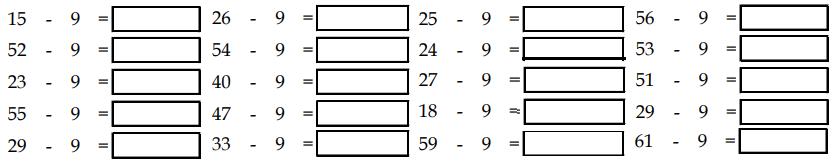 15 - 9 = 26 - 9 = 25 - 9 = 56 - 9 =
52 - 9 = 54 - 9 = 24 - 9 = 53 - 9 =
23 - 9 = 40 - 9 = 27 - 9 = 51 - 9 =
55 - 9 = 47 - 9 = 18 - 9 = 29 - 9 =
29 - 9 = 33 - 9 = 59 - 9 = 61 - 9 =